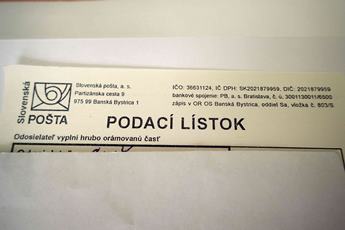 Slovenská
POŠTA
Slovenská pošta, a. s.
Partizánska cesta 9
975 99 Banská Bystrica 1
IČO: 36631124, IČ DPH: SK2021879959, DIČ: 2021879959
bankové spojenie: PB, a. s. Bratislava, č. ú. 3001130011/6500
zápis v OR OS Banská Bystrica, oddiel Sa, vložka č. 803/S
PODACÍ LÍSTOK
Odosielateľ vyplní hrubo orámovanú časť